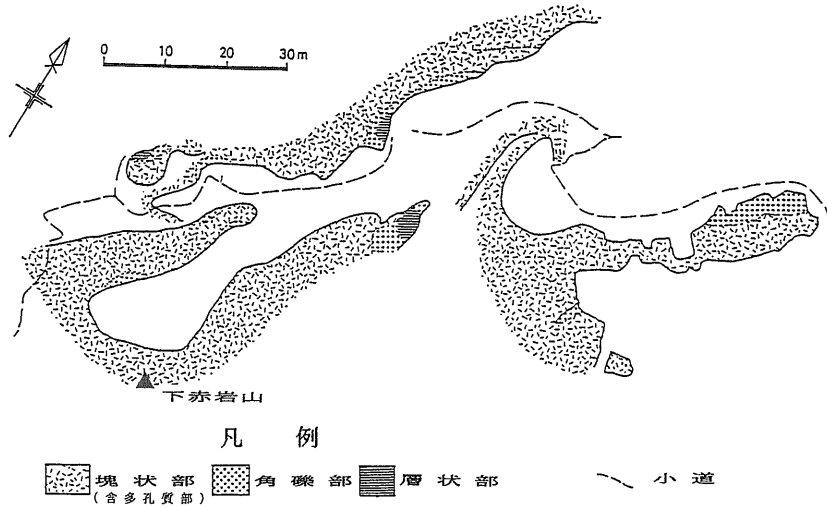 0 10 20 30m
下赤岩山
凡 例
塊状部 角礫部 層状部 小道
(含多孔質部)